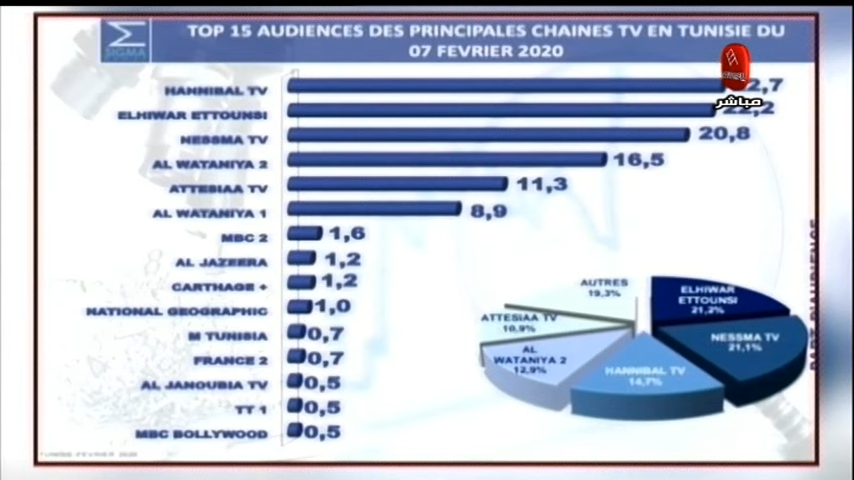 SIGMA
TOP 15 AUDIENCES DES PRINCIPALES CHAINES TV EN TUNISIE DU
07 FEVRIER 2020
مباشر
HANNIBAL TV 2,7
ELHIWAR ETTOUNSI 22,2
NESSMA TV 20,8
AL WATANIYA 2 16,5
ATTESIAA TV 11,3
AL WATANIYA 1 8,9
MBC 2 1,6
AL JAZEERA 1,2
CARTHAGE + 1,2
NATIONAL GEOGRAPHIC 1,0
M TUNISIA 0,7
FRANCE 2 0,7
AL JANOUBIA TV 0,5
TT 1 0,5
MBC BOLLYWOOD 0,5
AUTRES
19,3%
ELHIWAR
ETTOUNSI
21,2%
NESSMA TV
21,1%
HANNIBAL TV
14,7%
AL
WATANIYA 2
12,9%
ATTESIAA TV
10,9%
PART D'AUDIENCE